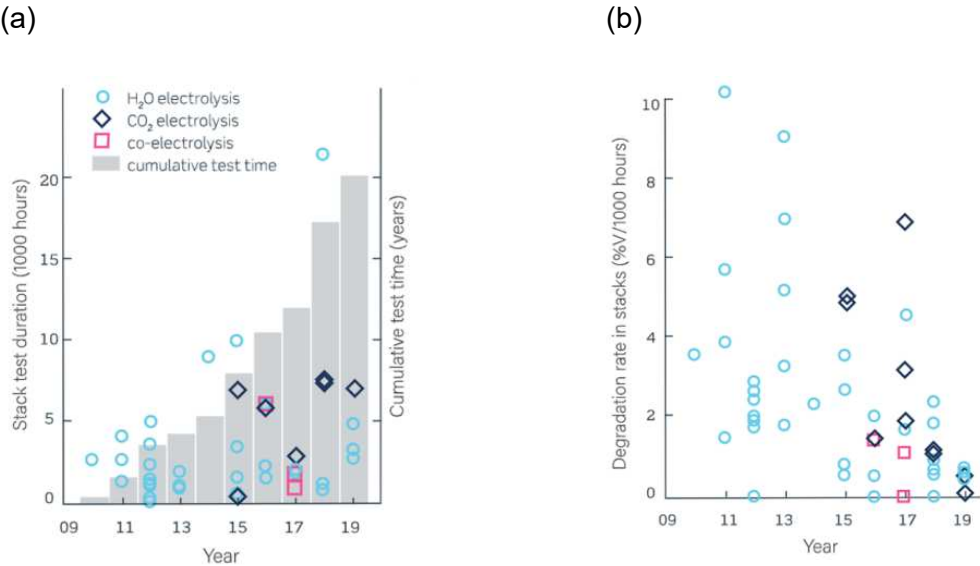 (a)
H₂O electrolysis
CO₂ electrolysis
co-electrolysis
cumulative test time
Stack test duration (1000 hours)
20
15
10
5
0
09 11 13 15 17 19
Year
Cumulative test time (years)
(b)
Degradation rate in stacks (%V/1000 hours)
10
8
6
4
2
0
09 11 13 15 17 19
Year